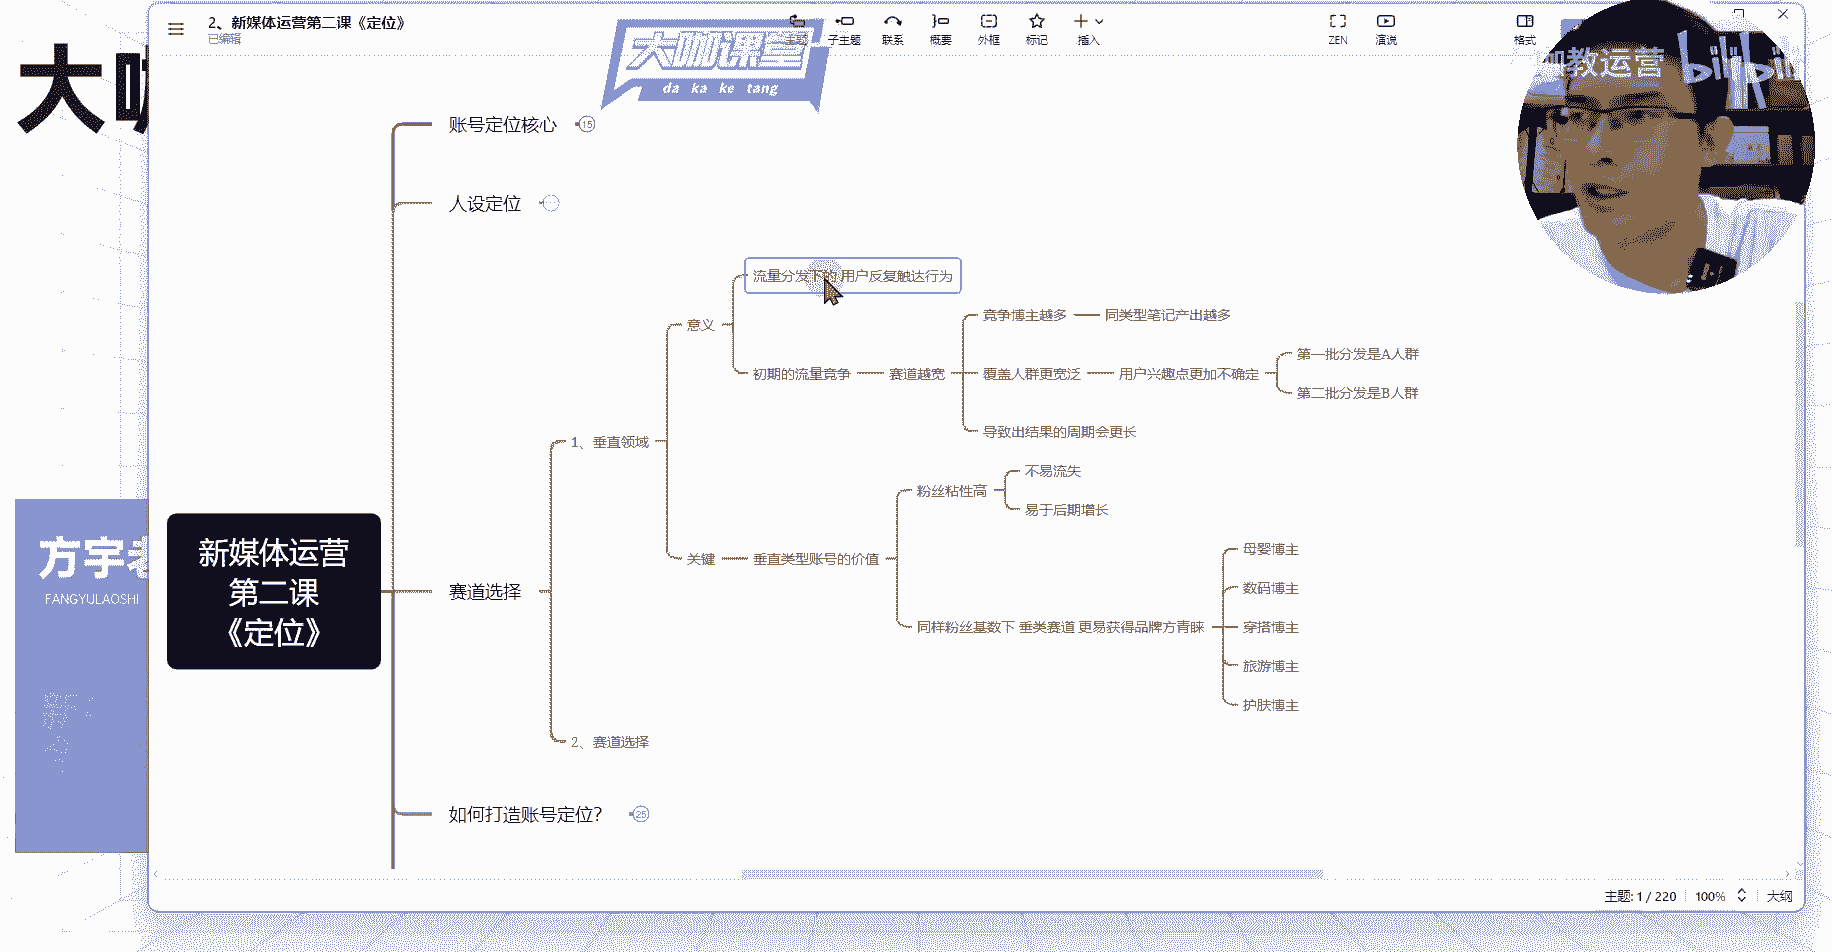 2、新媒体运营第二课《定位》
已编辑
主题
子主题
联系
概要
外框
标记
插入
ZEN
演说
格式
大咖课堂
da ka ke tang
教运营
bilibili
大
账号定位核心
15
人设定位
流量分发下的 用户反复触达行为
意义
竞争博主越多
同类型笔记产出越多
初期的流量竞争
赛道越宽
覆盖人群更宽泛
用户兴趣点更加不确定
第一批分发是A人群
第二批分发是B人群
导致出结果的周期会更长
1、垂直领域
不易流失
粉丝粘性高
易于后期增长
关键
垂直类型账号的价值
母婴博主
数码博主
同样粉丝基数下 垂类赛道 更易获得品牌方青睐
穿搭博主
旅游博主
护肤博主
新媒体运营
第二课
《定位》
赛道选择
2、赛道选择
如何打造账号定位？
25
方宇老
FANGYULAOSHI
主题: 1 / 220
100%
大纲